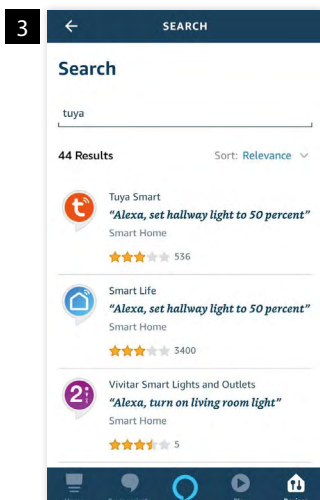 3
SEARCH
Search
tuya
44 Results
Sort: Relevance
Tuya Smart
“Alexa, set hallway light to 50 percent”
Smart Home
536
Smart Life
“Alexa, set hallway light to 50 percent”
Smart Home
3400
Vivitar Smart Lights and Outlets
“Alexa, turn on living room light”
Smart Home
5